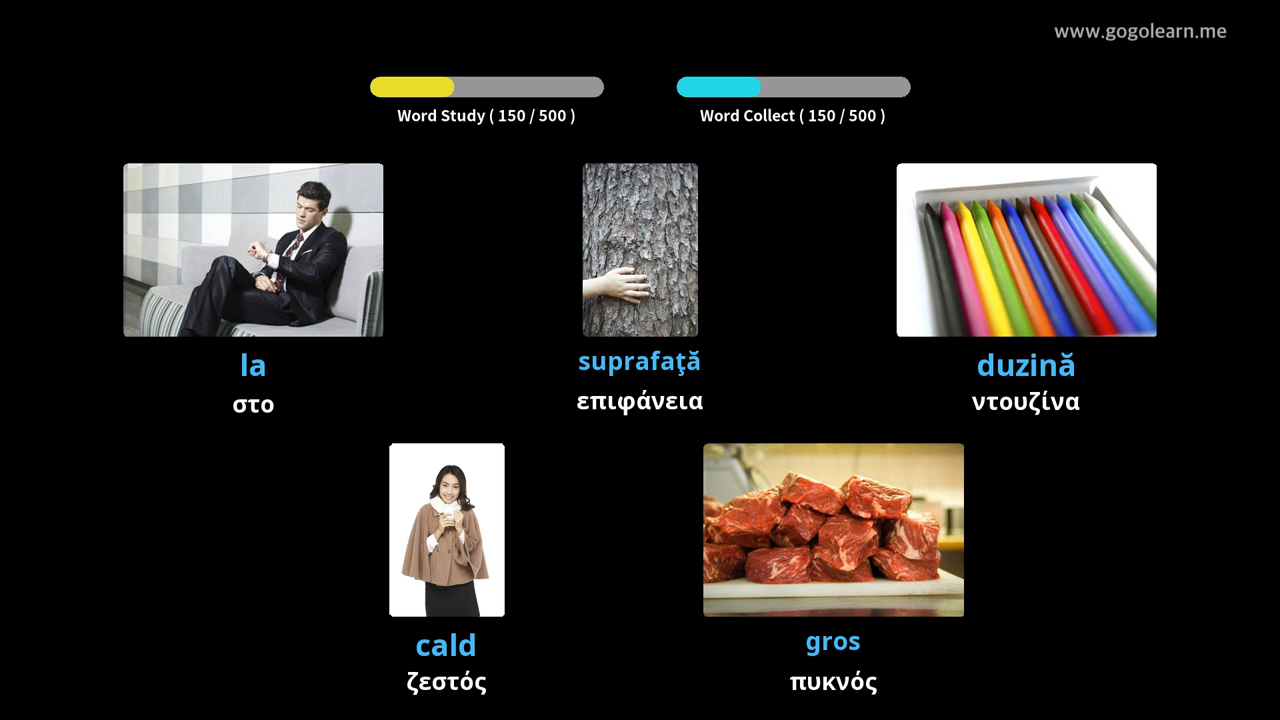 www.gogolearn.me
Word Study ( 150 / 500 )
Word Collect ( 150 / 500 )
la
στο
suprafaţă
επιφάνεια
duzină
ντουζίνα
cald
ζεστός
gros
πυκνός